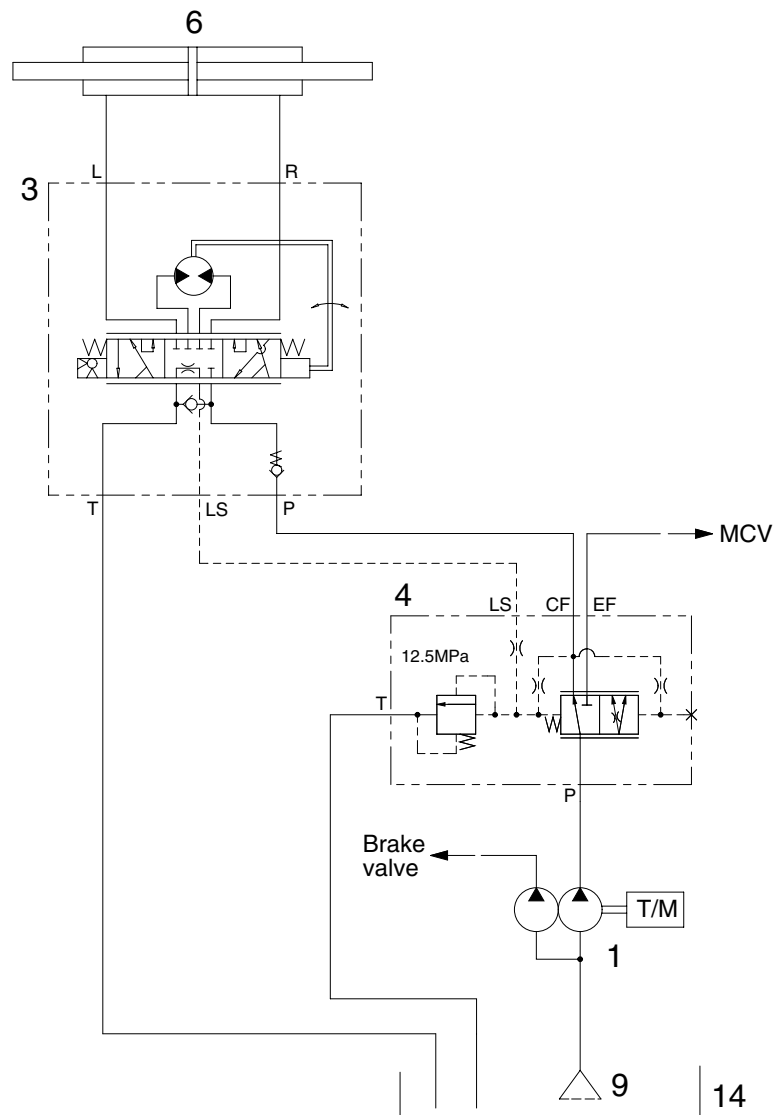 6
L R
3
T LS P
MCV
4
LS CF EF
12.5MPa
T
P
Brake
valve
T/M
1
9
14